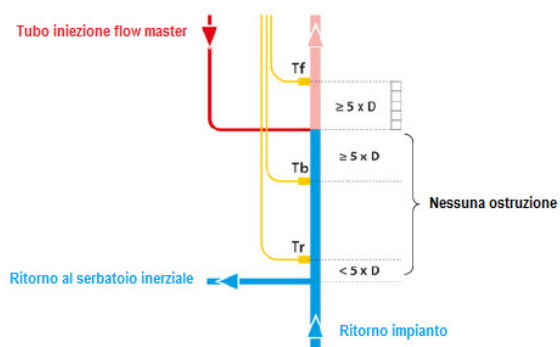 Tubo iniezione flow master
Tf
≥ 5 x D
≥ 5 x D
Tb
Nessuna ostruzione
Tr
< 5 x D
Ritorno al serbatoio inerziale
Ritorno impianto